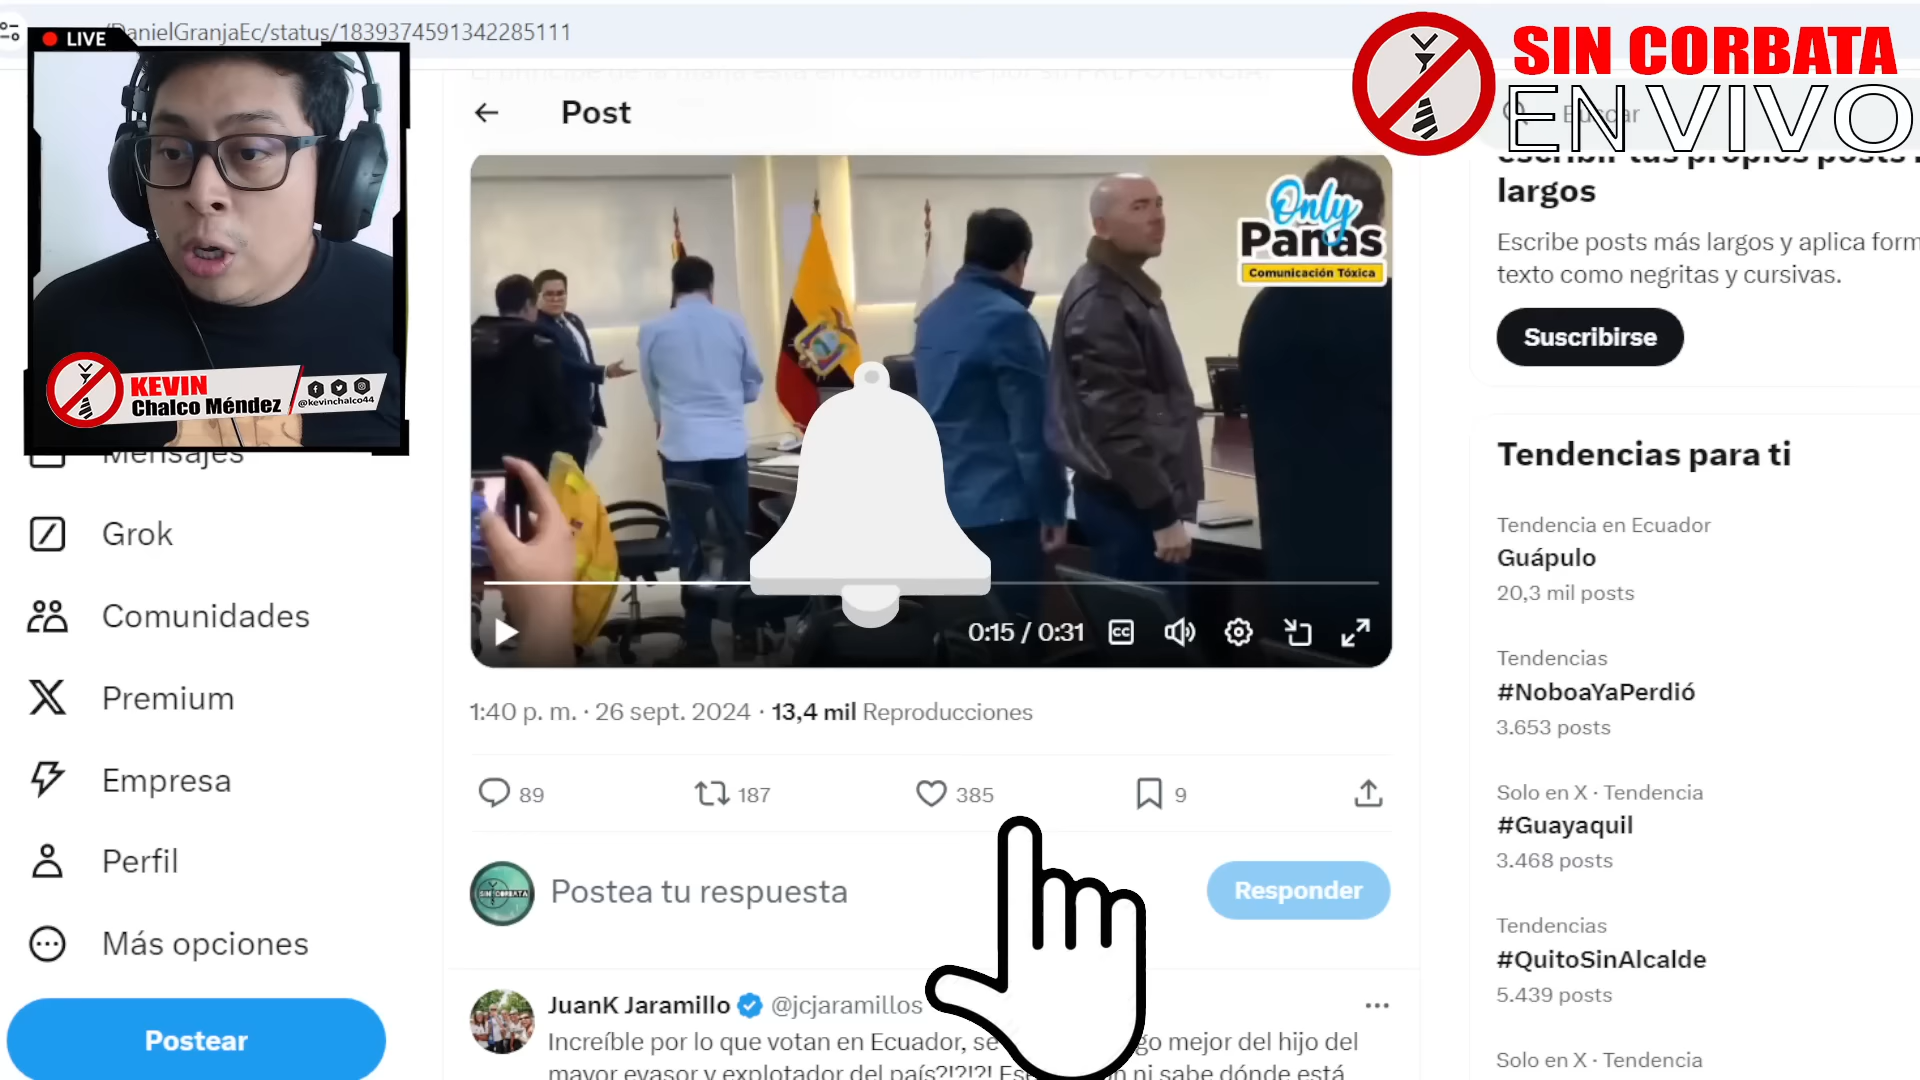 /DanielGranjaEc/status/1839374591342285111
LIVE
SIN CORBATA
EN VIVO
Buscar
Post
escribir tus propios posts
largos
Escribe posts más largos y aplica form
texto como negritas y cursivas.
Suscribirse
Only
Panas
Comunicación Tóxica
KEVIN
Chalco Méndez
@kevinchalco44
Mensajes
Grok
Comunidades
Premium
Empresa
Perfil
Más opciones
Postear
0:15 / 0:31
CC
1:40 p. m. · 26 sept. 2024 · 13,4 mil Reproducciones
89 187 385 9
SIN CORBATA
Postea tu respuesta
Responder
JuanK Jaramillo @jcjaramillos
Increíble por lo que votan en Ecuador, se go mejor del hijo del
mayor evasor y explotador del país?!?!?! Ese n ni sabe dónde está
Tendencias para ti
Tendencia en Ecuador
Guápulo
20,3 mil posts
Tendencias
#NoboaYaPerdió
3.653 posts
Solo en X · Tendencia
#Guayaquil
3.468 posts
Tendencias
#QuitoSinAlcalde
5.439 posts
Solo en X · Tendencia